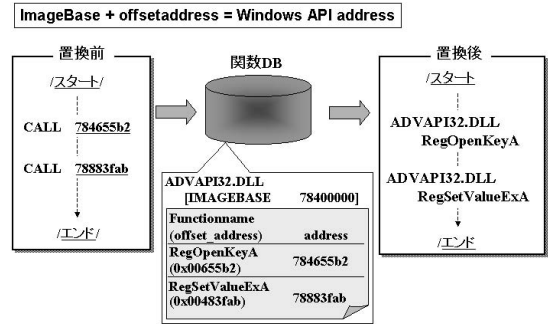 ImageBase + offsetaddress = Windows API address
置換前
/スタート/
CALL 784655b2
CALL 78883fab
/エンド/
関数DB
ADVAPI32.DLL
[IMAGEBASE 78400000]
Functionname
(offset_address) address
RegOpenKeyA
(0x00655b2) 784655b2
RegSetValueExA
(0x00483fab) 78883fab
置換後
/スタート
ADVAPI32.DLL
RegOpenKeyA
ADVAPI32.DLL
RegSetValueExA
/エンド